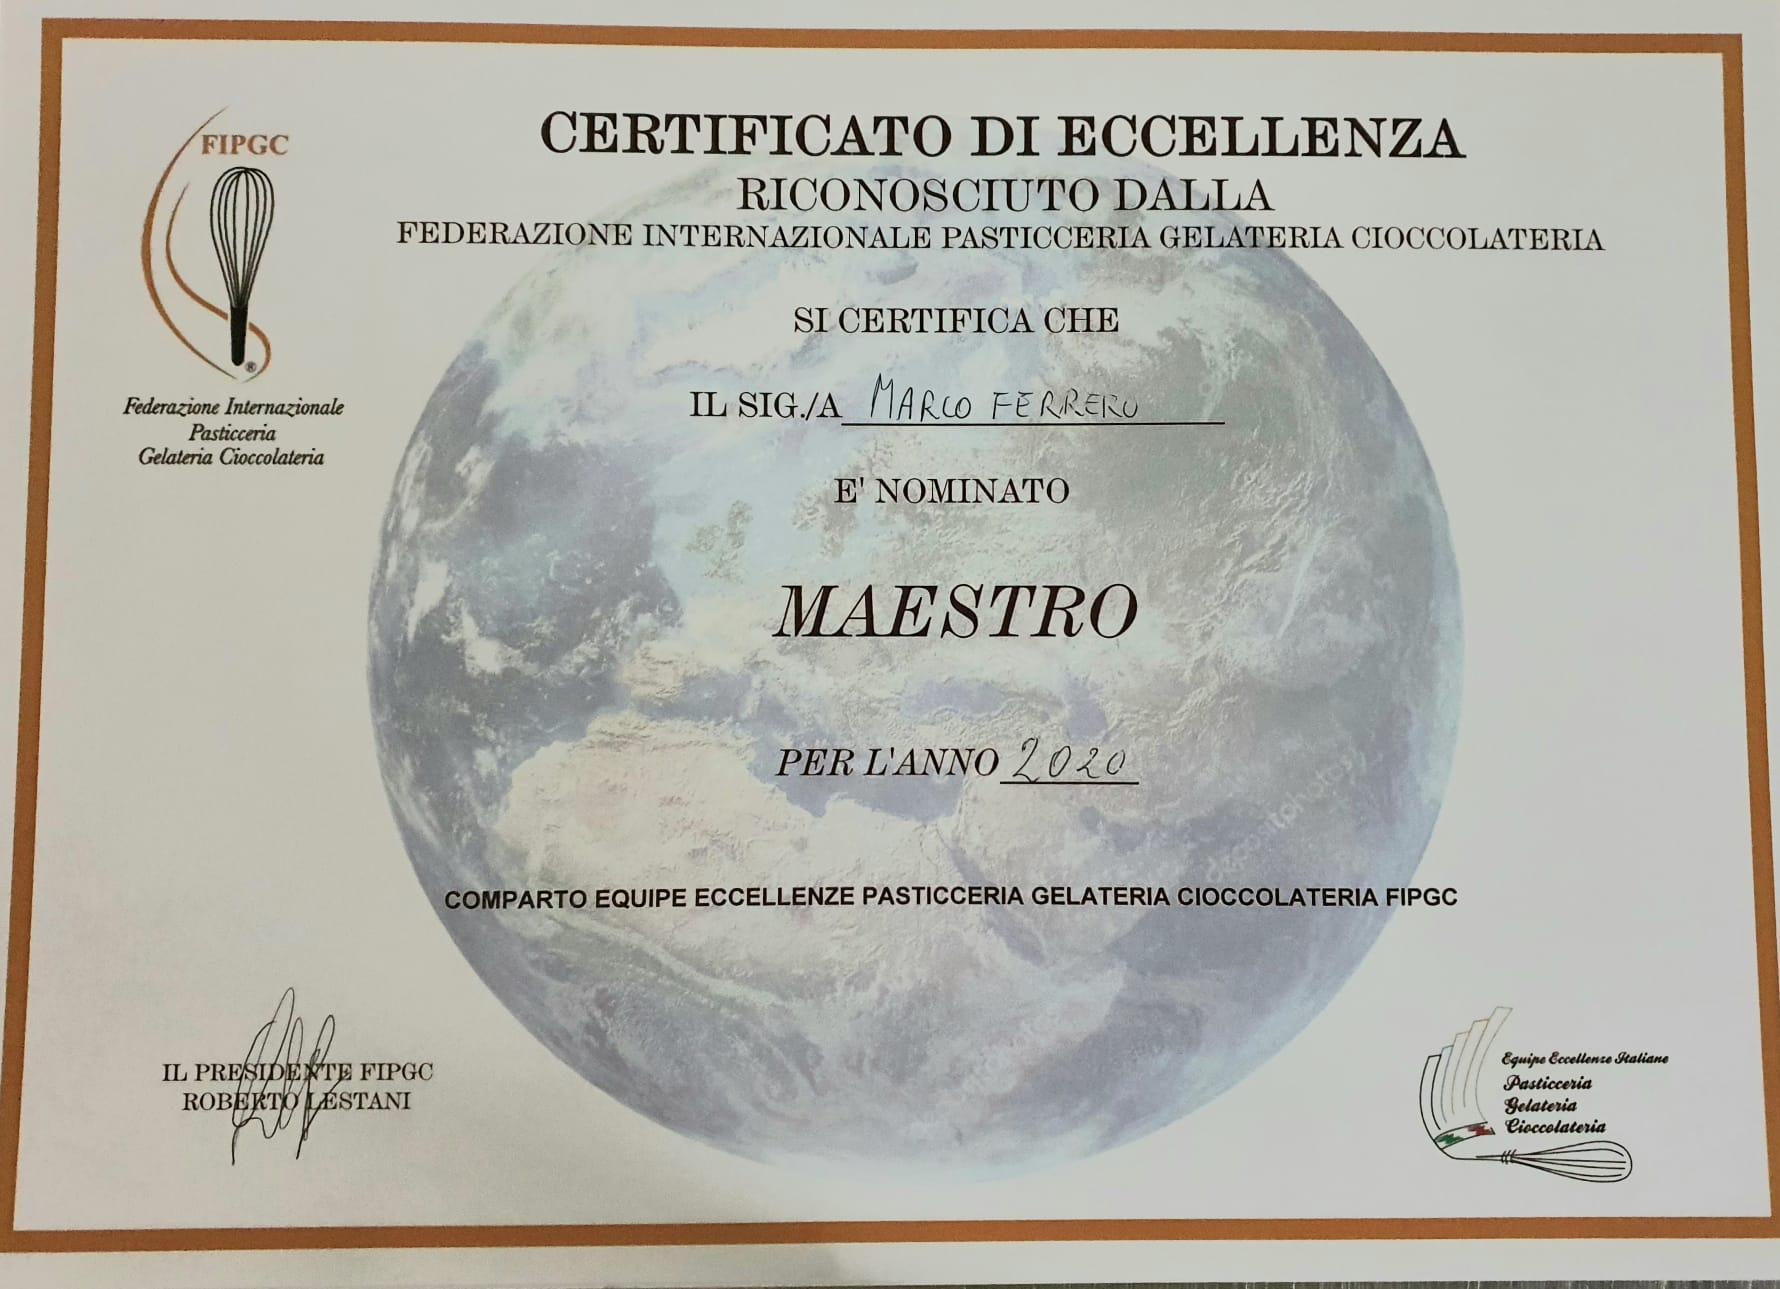 FIPGC
®
Federazione Internazionale
Pasticceria
Gelateria Cioccolateria
CERTIFICATO DI ECCELLENZA
RICONOSCIUTO DALLA
FEDERAZIONE INTERNAZIONALE PASTICCERIA GELATERIA CIOCCOLATERIA
SI CERTIFICA CHE
IL SIG./A MARCO FERRERO
E' NOMINATO
MAESTRO
PER L'ANNO 2020
depositphotos
COMPARTO EQUIPE ECCELLENZE PASTICCERIA GELATERIA CIOCCOLATERIA FIPGC
IL PRESIDENTE FIPGC
ROBERTO LESTANI
Equipe Eccellenze Italiane
Pasticceria
Gelateria
Cioccolateria